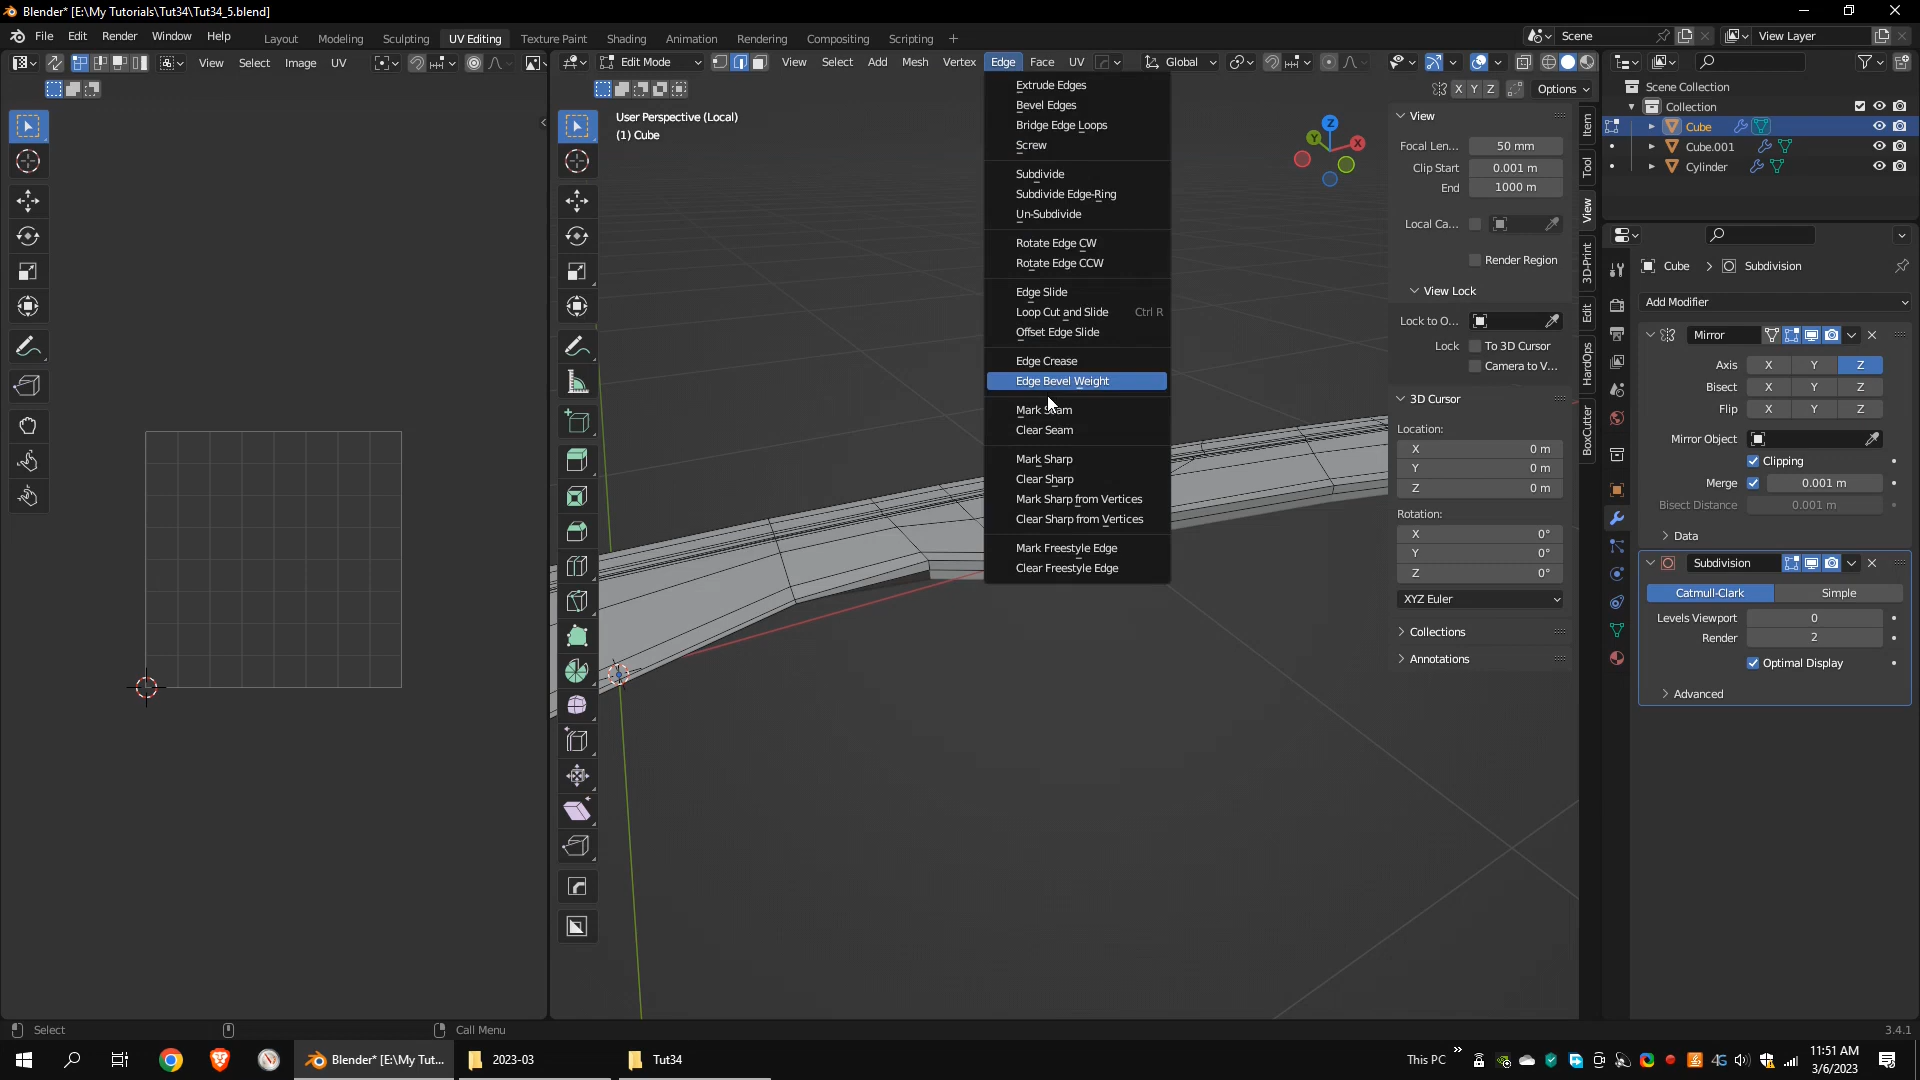 Blender* [E:\My Tutorials\Tut34\Tut34_5.blend]
File Edit Render Window Help Layout Modeling Sculpting UV Editing Texture Paint Shading Animation Rendering Compositing Scripting + Scene View Layer
View Select Image UV
Edit Mode View Select Add Mesh Vertex Edge Face UV Global
X Y Z Options
User Perspective (Local)
(1) Cube
Extrude Edges
Bevel Edges
Bridge Edge Loops
Screw
Subdivide
Subdivide Edge-Ring
Un-Subdivide
Rotate Edge CW
Rotate Edge CCW
Edge Slide
Loop Cut and Slide Ctrl R
Offset Edge Slide
Edge Crease
Edge Bevel Weight
Mark Seam
Clear Seam
Mark Sharp
Clear Sharp
Mark Sharp from Vertices
Clear Sharp from Vertices
Mark Freestyle Edge
Clear Freestyle Edge
Z
Y X
View
Focal Len... 50 mm
Clip Start 0.001 m
End 1000 m
Local Ca...
Render Region
View Lock
Lock to O...
Lock To 3D Cursor
Camera to V...
3D Cursor
Location:
X 0 m
Y 0 m
Z 0 m
Rotation:
X 0°
Y 0°
Z 0°
XYZ Euler
Collections
Annotations
Item
Tool
View
3D-Print
Edit
HardOps
BoxCutter
Scene Collection
Collection
Cube
Cube.001
Cylinder
Cube > Subdivision
Add Modifier
Mirror
Axis X Y Z
Bisect X Y Z
Flip X Y Z
Mirror Object
Clipping
Merge 0.001 m
Bisect Distance 0.001 m
Data
Subdivision
Catmull-Clark Simple
Levels Viewport 0
Render 2
Optimal Display
Advanced
Select Call Menu 3.4.1
Blender* [E:\My Tut... 2023-03 Tut34 This PC 4G 11:51 AM
3/6/2023